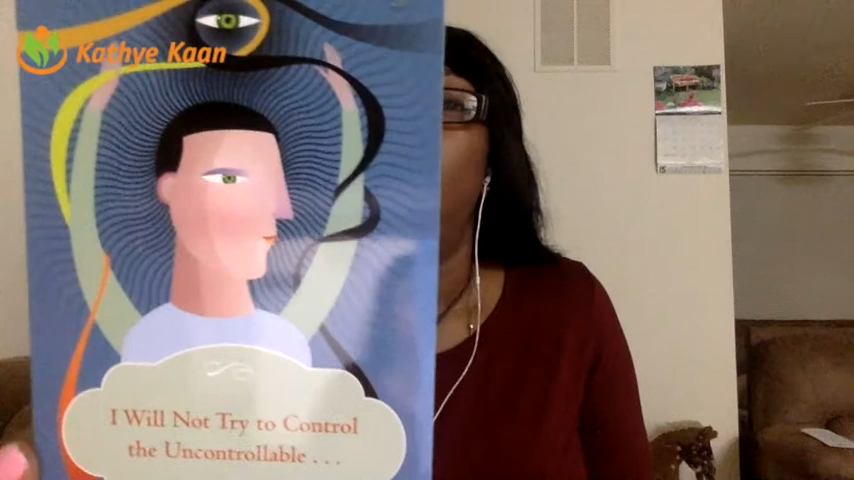 Kathye Kaan
I Will Not Try to Control
the Uncontrollable . . .